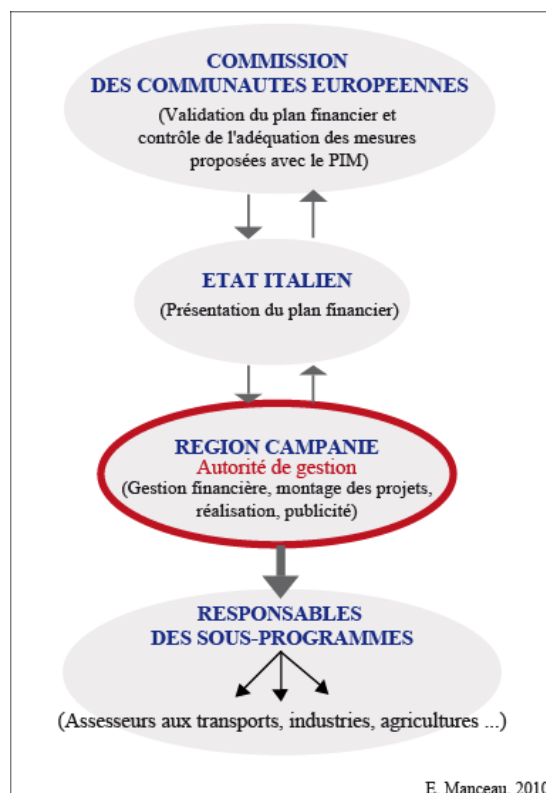 COMMISSION
DES COMMUNAUTES EUROPEENNES
(Validation du plan financier et
contrôle de l'adéquation des mesures
proposées avec le PIM)
ETAT ITALIEN
(Présentation du plan financier)
REGION CAMPANIE
Autorité de gestion
(Gestion financière, montage des projets,
réalisation, publicité)
RESPONSABLES
DES SOUS-PROGRAMMES
(Assesseurs aux transports, industries, agricultures ...)
E. Manceau, 2010